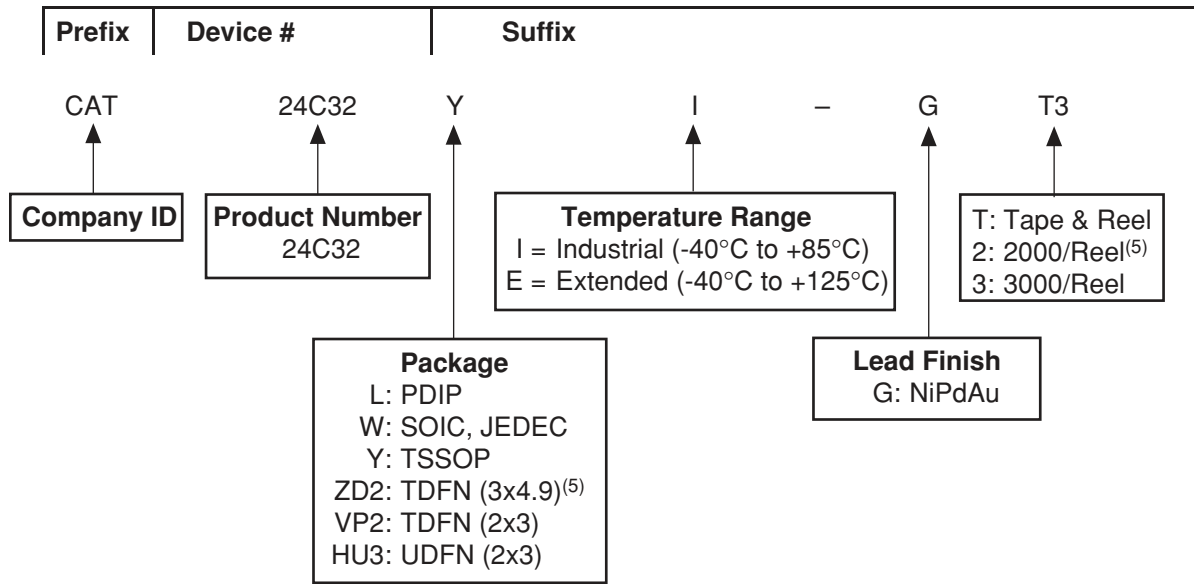 Prefix Device # Suffix
CAT 24C32 Y I – G T3
Company ID
Product Number
24C32
Temperature Range
I = Industrial (-40°C to +85°C)
E = Extended (-40°C to +125°C)
T: Tape & Reel
2: 2000/Reel(5)
3: 3000/Reel
Package
L: PDIP
W: SOIC, JEDEC
Y: TSSOP
ZD2: TDFN (3x4.9)(5)
VP2: TDFN (2x3)
HU3: UDFN (2x3)
Lead Finish
G: NiPdAu